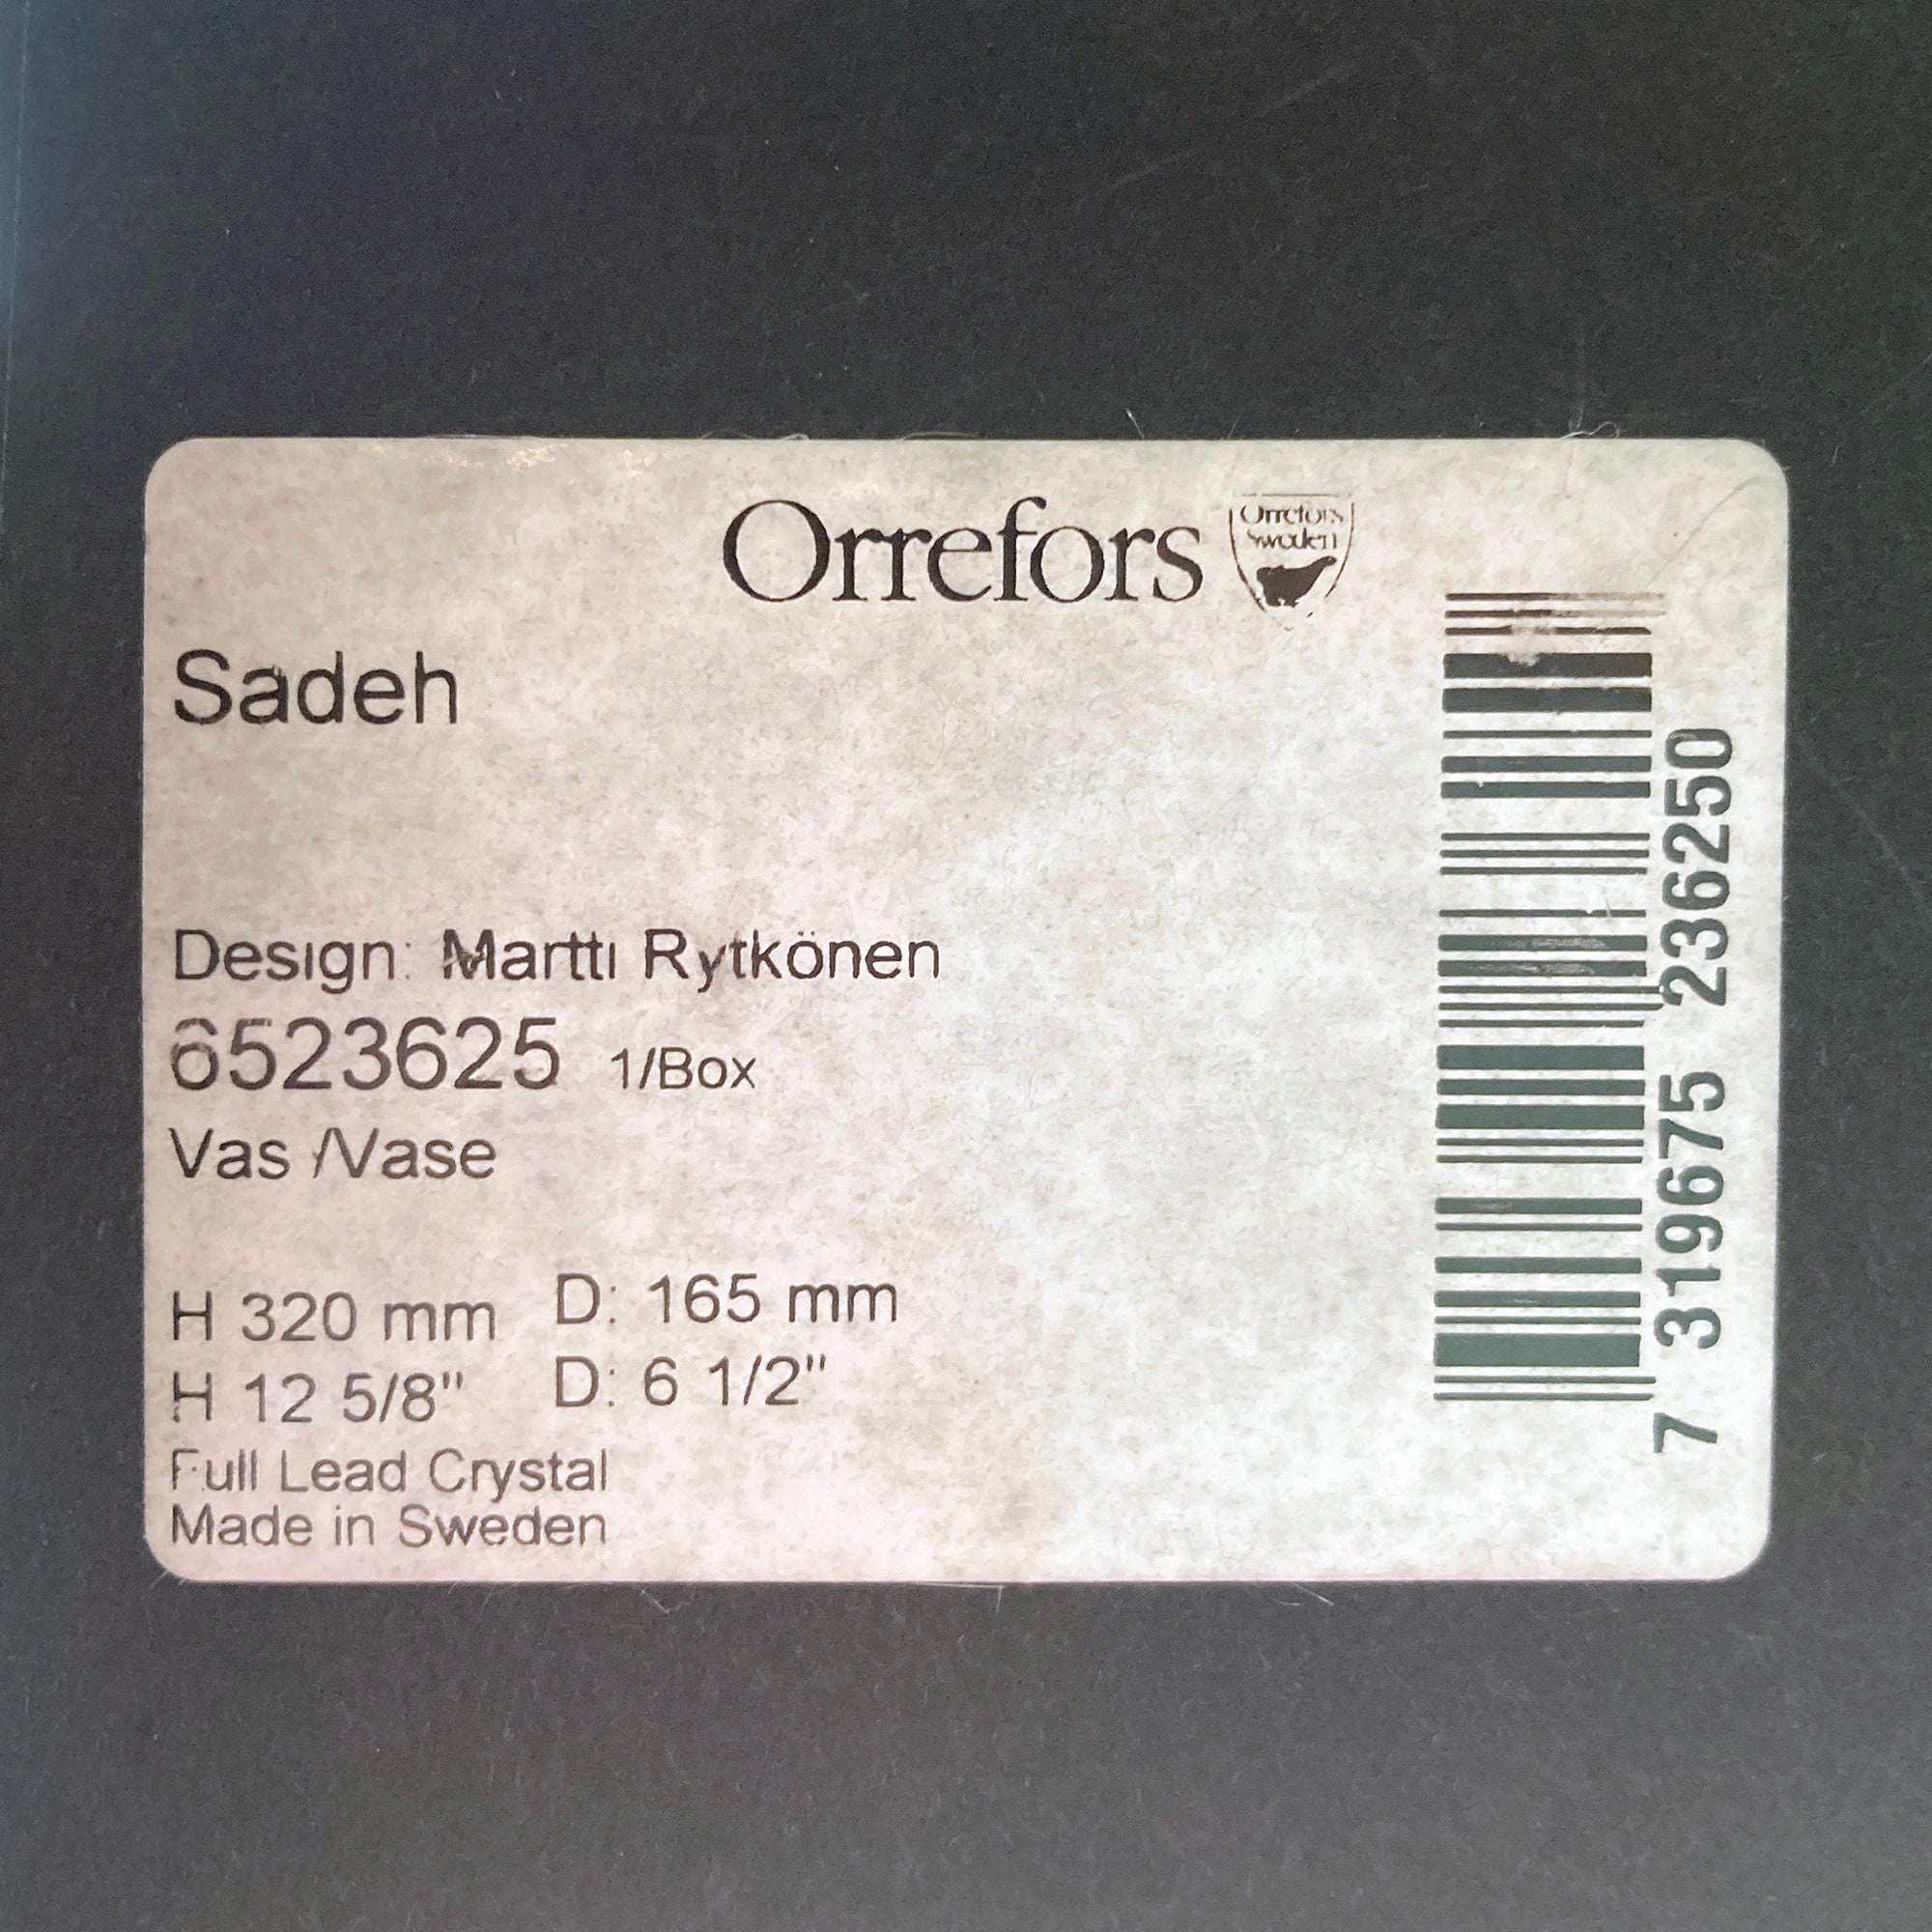 Orrefors
Orrefors
Sweden
Sadeh
Design: Martti Rytkönen
6523625 1/Box
Vas /Vase
H 320 mm D: 165 mm
H 12 5/8" D: 6 1/2"
Full Lead Crystal
Made in Sweden
7 319675 236250